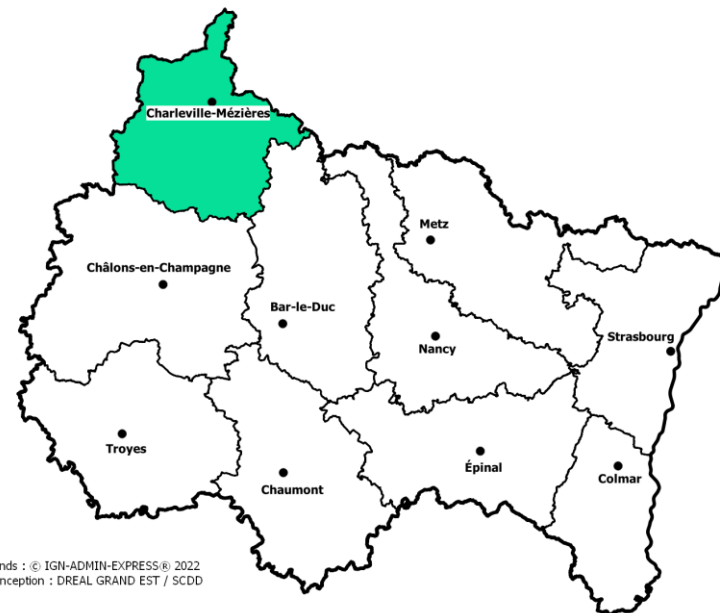 Charleville-Mézières
Metz
Châlons-en-Champagne
Bar-le-Duc
Nancy
Strasbourg
Troyes
Épinal
Chaumont
Colmar
nds : © IGN-ADMIN-EXPRESS® 2022
nception : DREAL GRAND EST / SCDD